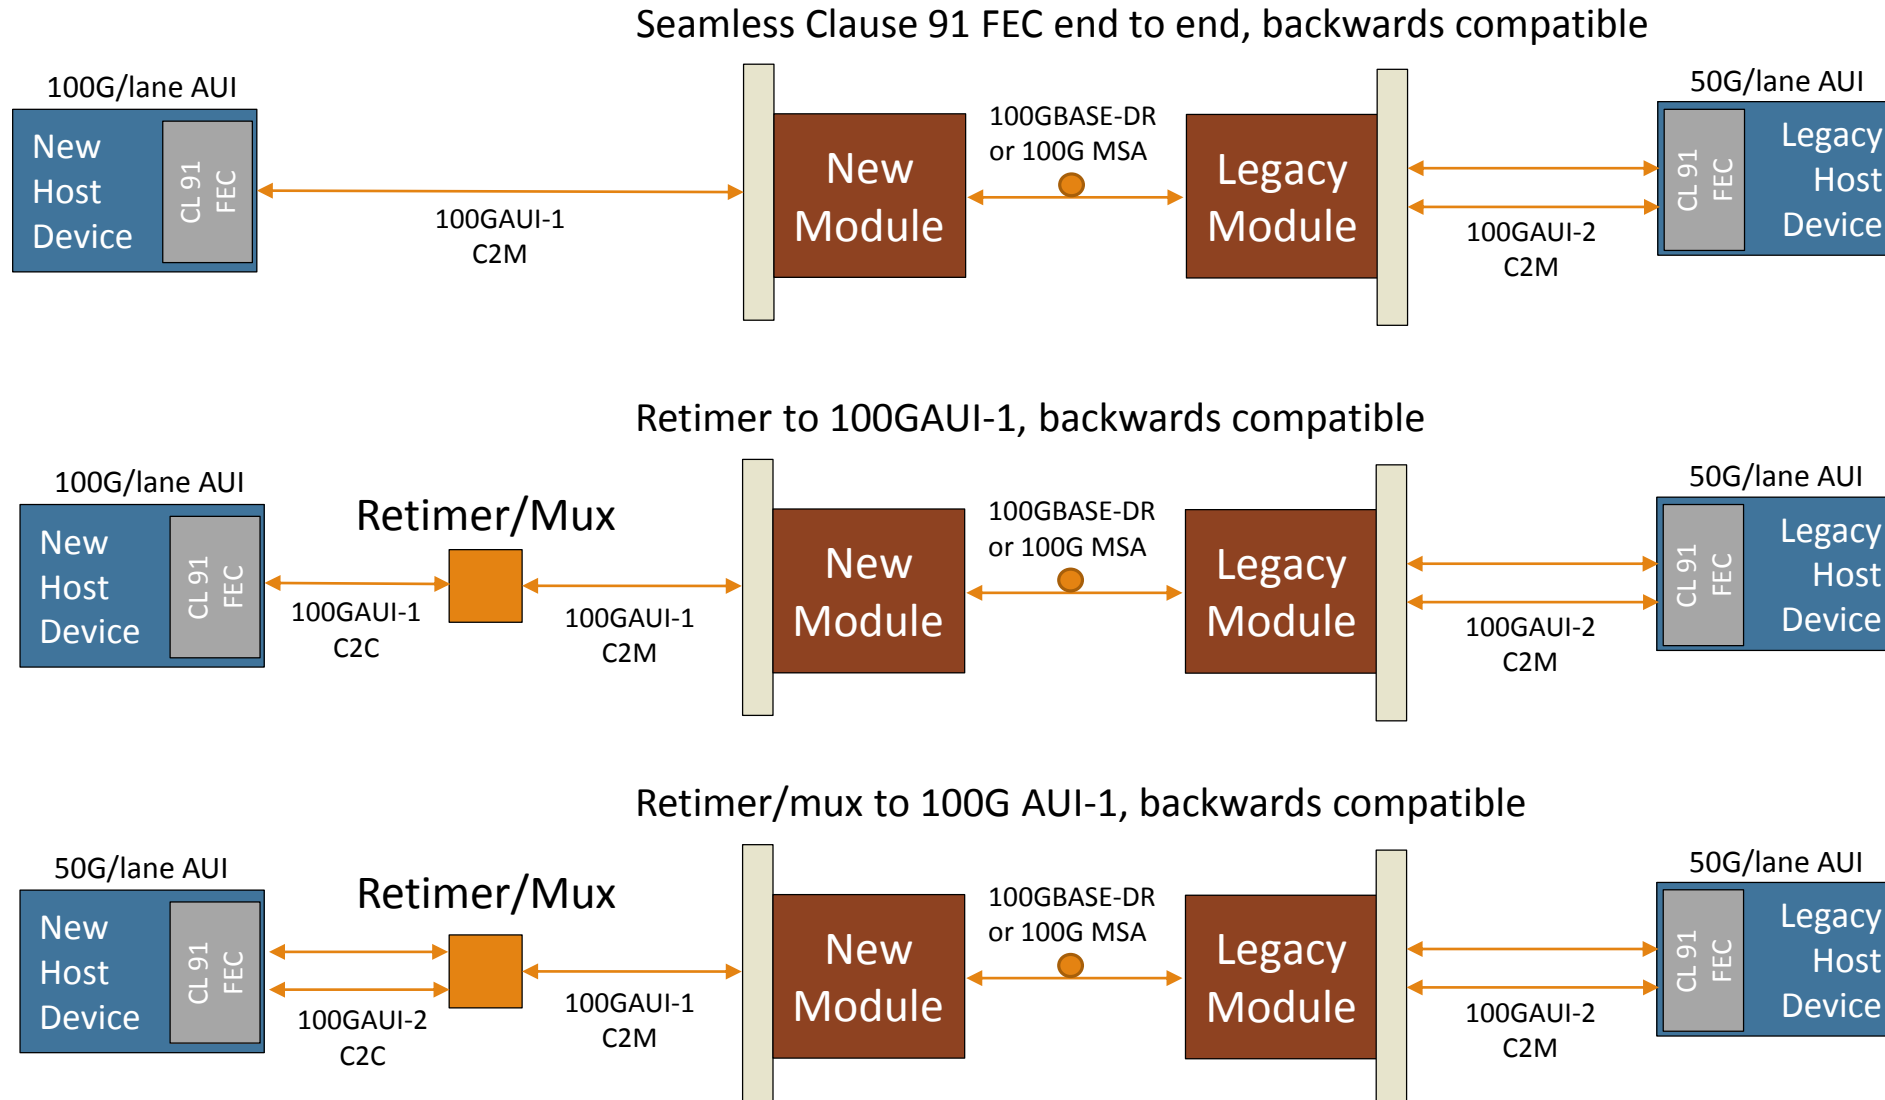 Seamless Clause 91 FEC end to end, backwards compatible
100G/lane AUI
New
Host
Device
CL 91
FEC
100GAUI-1
C2M
New
Module
100GBASE-DR
or 100G MSA
Legacy
Module
100GAUI-2
C2M
50G/lane AUI
CL 91
FEC
Legacy
Host
Device
Retimer to 100GAUI-1, backwards compatible
100G/lane AUI
New
Host
Device
CL 91
FEC
100GAUI-1
C2C
Retimer/Mux
100GAUI-1
C2M
New
Module
100GBASE-DR
or 100G MSA
Legacy
Module
100GAUI-2
C2M
50G/lane AUI
CL 91
FEC
Legacy
Host
Device
Retimer/mux to 100G AUI-1, backwards compatible
50G/lane AUI
New
Host
Device
CL 91
FEC
100GAUI-2
C2C
Retimer/Mux
100GAUI-1
C2M
New
Module
100GBASE-DR
or 100G MSA
Legacy
Module
100GAUI-2
C2M
50G/lane AUI
CL 91
FEC
Legacy
Host
Device